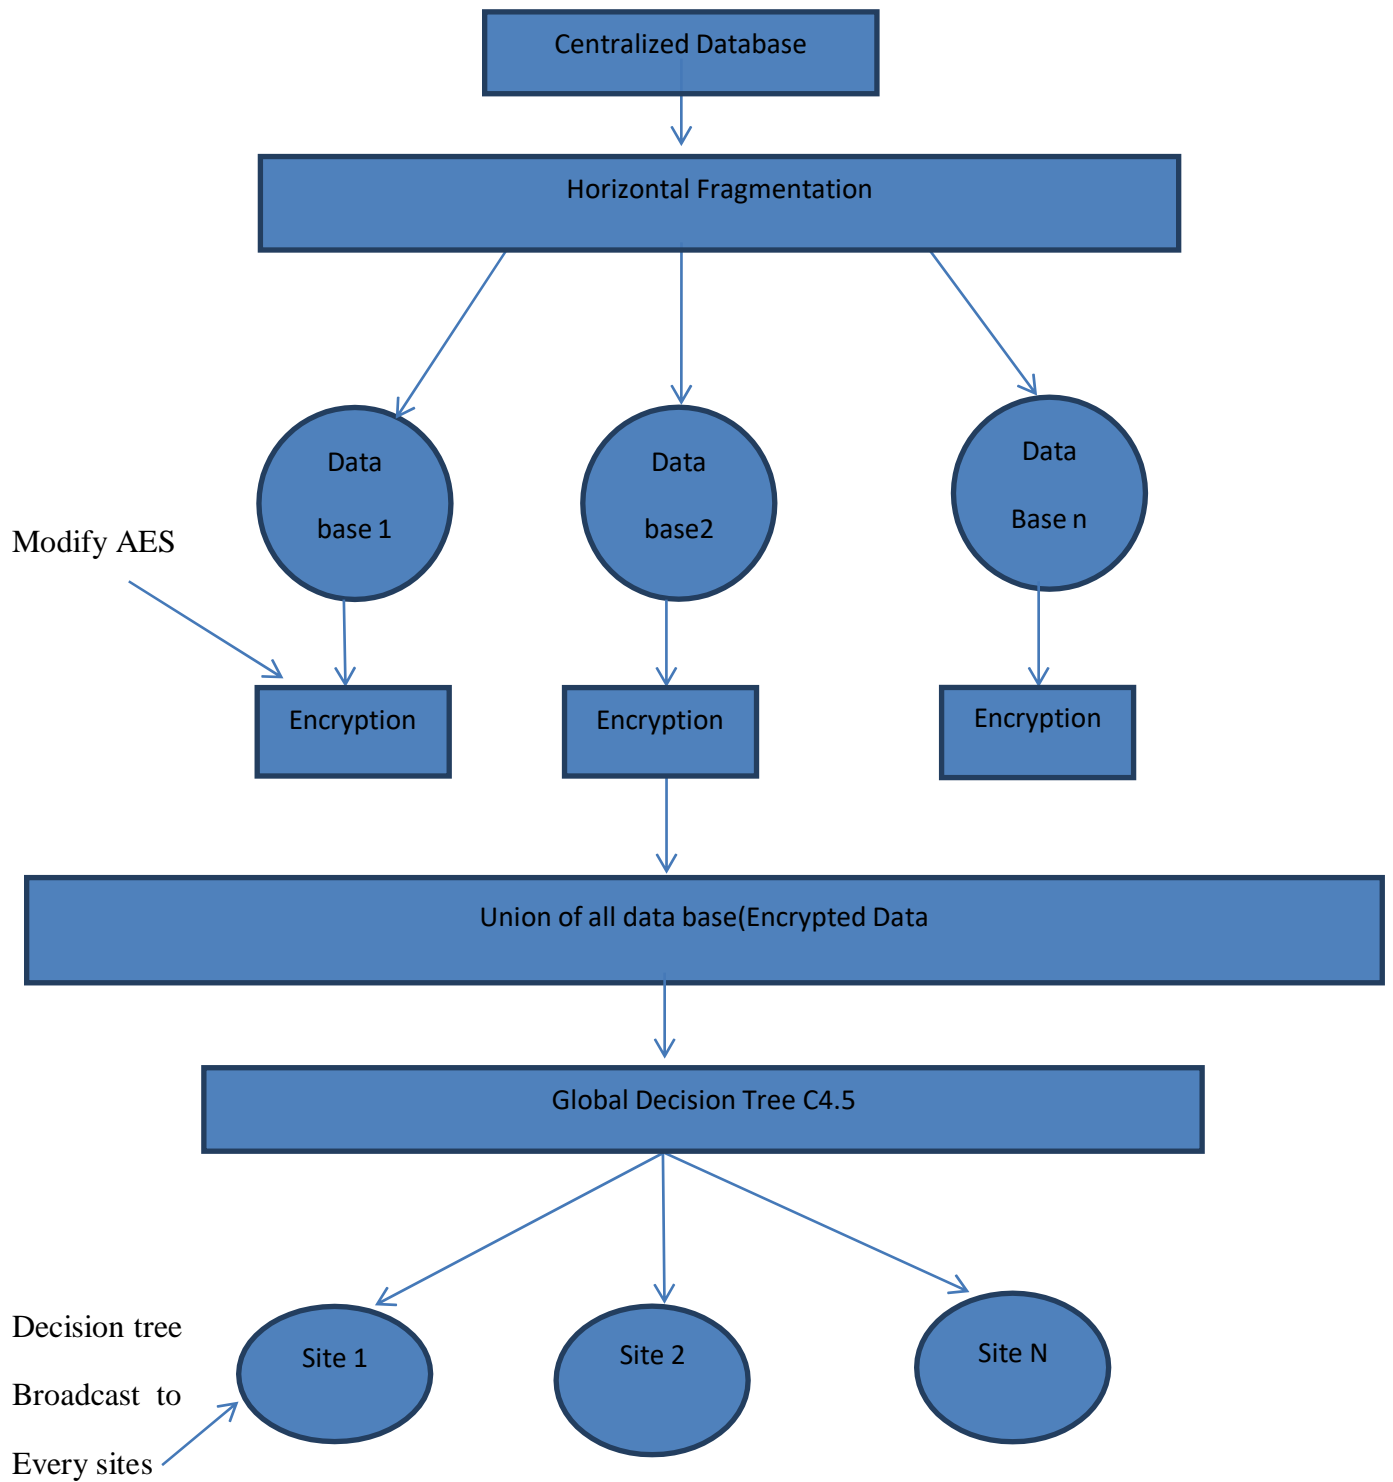 Centralized Database
Horizontal Fragmentation
Data
base 1
Data
base2
Data
Base n
Modify AES
Encryption
Encryption
Encryption
Union of all data base(Encrypted Data
Global Decision Tree C4.5
Site 1
Site 2
Site N
Decision tree
Broadcast to
Every sites